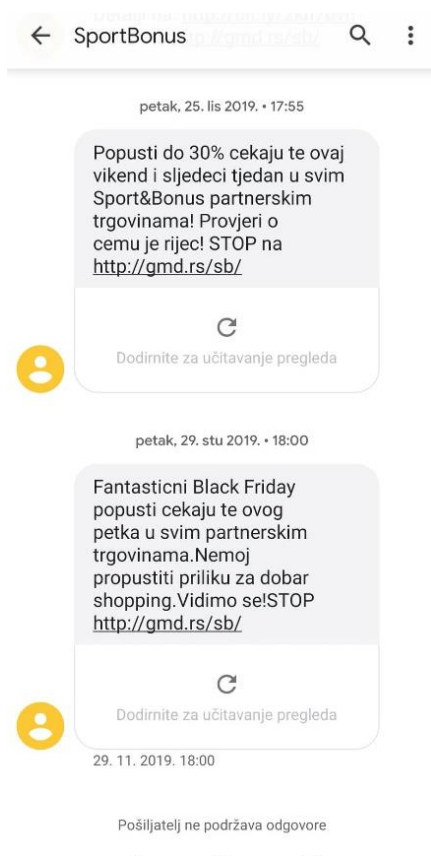 SportBonus
petak, 25. lis 2019. • 17:55
Popusti do 30% cekaju te ovaj
vikend i sljedeci tjedan u svim
Sport&Bonus partnerskim
trgovinama! Provjeri o
cemu je rijec! STOP na
http://gmd.rs/sb/
Dodirnite za učitavanje pregleda
petak, 29. stu 2019. • 18:00
Fantasticni Black Friday
popusti cekaju te ovog
petka u svim partnerskim
trgovinama.Nemoj
propustiti priliku za dobar
shopping.Vidimo se!STOP
http://gmd.rs/sb/
Dodirnite za učitavanje pregleda
29. 11. 2019. 18:00
Pošiljatelj ne podržava odgovore